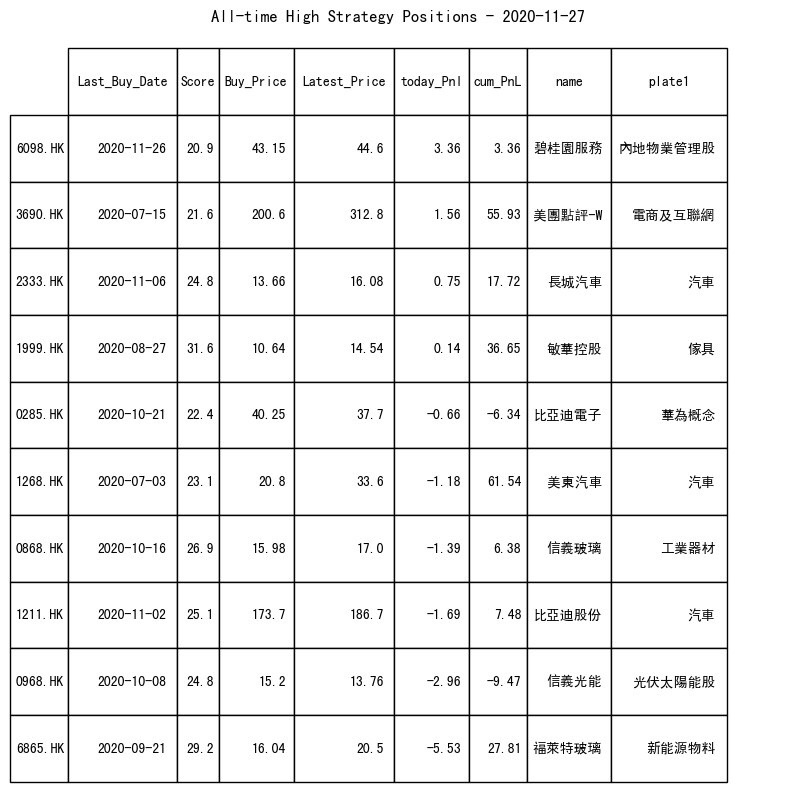 All-time High Strategy Positions - 2020-11-27
Last_Buy_Date Score Buy_Price Latest_Price today_Pnl cum_PnL name plate1
6098.HK 2020-11-26 20.9 43.15 44.6 3.36 3.36 碧桂園服務 內地物業管理股
3690.HK 2020-07-15 21.6 200.6 312.8 1.56 55.93 美團點評-W 電商及互聯網
2333.HK 2020-11-06 24.8 13.66 16.08 0.75 17.72 長城汽車 汽車
1999.HK 2020-08-27 31.6 10.64 14.54 0.14 36.65 敏華控股 傢具
0285.HK 2020-10-21 22.4 40.25 37.7 -0.66 -6.34 比亞迪電子 華為概念
1268.HK 2020-07-03 23.1 20.8 33.6 -1.18 61.54 美東汽車 汽車
0868.HK 2020-10-16 26.9 15.98 17.0 -1.39 6.38 信義玻璃 工業器材
1211.HK 2020-11-02 25.1 173.7 186.7 -1.69 7.48 比亞迪股份 汽車
0968.HK 2020-10-08 24.8 15.2 13.76 -2.96 -9.47 信義光能 光伏太陽能股
6865.HK 2020-09-21 29.2 16.04 20.5 -5.53 27.81 福萊特玻璃 新能源物料